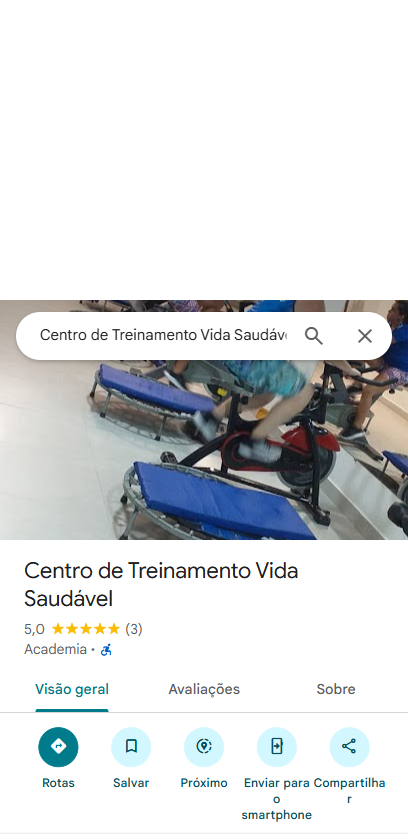 Centro de Treinamento Vida Saudáv
Centro de Treinamento Vida
Saudável
5,0 (3)
Academia ·
Visão geral
Avaliações
Sobre
Rotas
Salvar
Próximo
Enviar para
o
smartphone
Compartilha
r